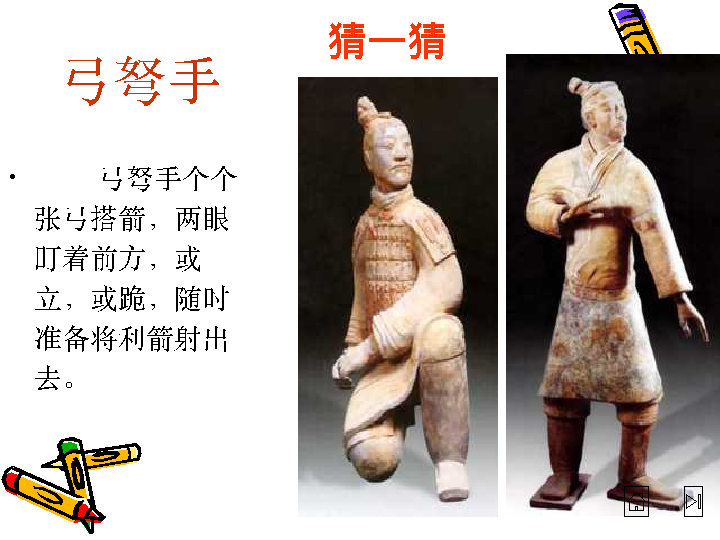 猜一猜
弓弩手
• 弓弩手个个
张弓搭箭，两眼
盯着前方，或
立，或跪，随时
准备将利箭射出
去。